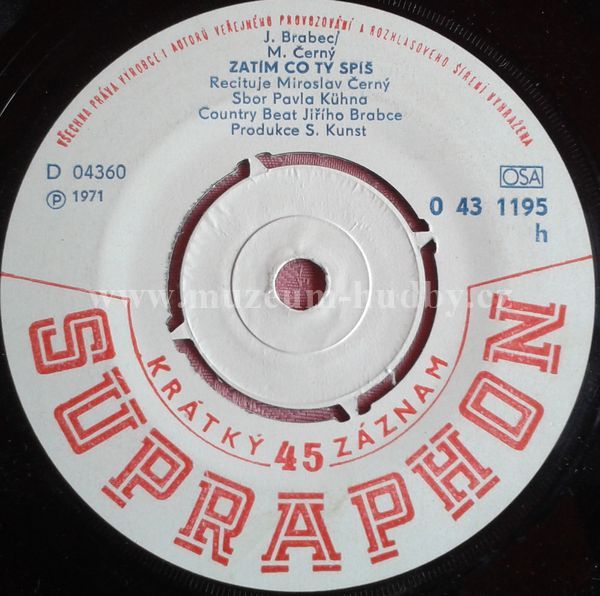 VŠECHNA PRÁVA VÝROBCE I AUTORŮ VEŘEJNÉHO PROVOZOVÁNÍ A ROZHLASOVÉHO ŠÍŘENÍ VYHRAŽENA
J. Brabec/
M. Černý
ZATÍM CO TY SPÍŠ
Recituje Miroslav Černý
Sbor Pavla Kühna
Country Beat Jiřího Brabce
Produkce S. Kunst
D 04360
Ⓟ 1971
OSA
0 43 1195
h
www.muzeum-hudby.cz
KRÁTKÝ 45 ZÁZNAM
SUPRAPHON